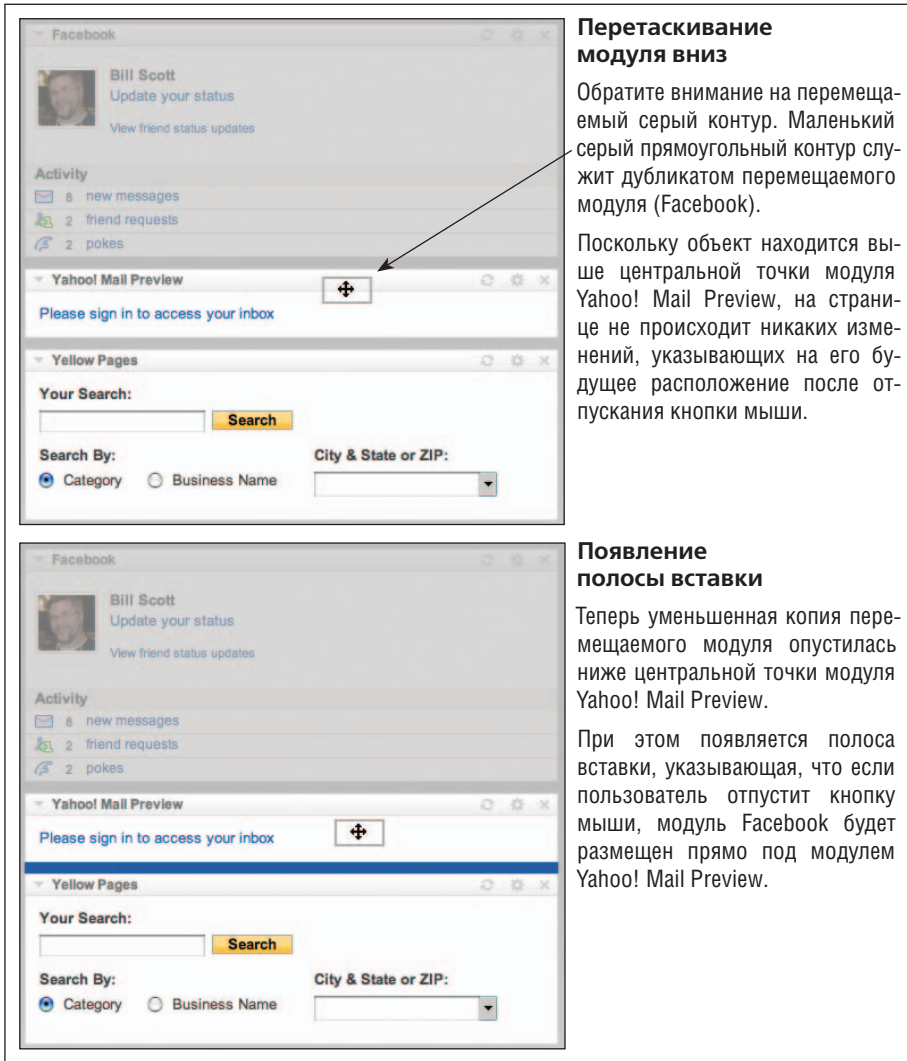 Facebook
Bill Scott
Update your status
View friend status updates
Activity
8 new messages
2 friend requests
2 pokes
Yahoo! Mail Preview
Please sign in to access your inbox
Yellow Pages
Your Search:
Search
Search By:
City & State or ZIP:
Category
Business Name
Перетаскивание
модуля вниз
Обратите внимание на перемеща-
емый серый контур. Маленький
серый прямоугольный контур слу-
жит дубликатом перемещаемого
модуля (Facebook).
Поскольку объект находится вы-
ше центральной точки модуля
Yahoo! Mail Preview, на страни-
це не происходит никаких изме-
нений, указывающих на его бу-
дущее расположение после от-
пускания кнопки мыши.
Facebook
Bill Scott
Update your status
View friend status updates
Activity
8 new messages
2 friend requests
2 pokes
Yahoo! Mail Preview
Please sign in to access your inbox
Yellow Pages
Your Search:
Search
Search By:
City & State or ZIP:
Category
Business Name
Появление
полосы вставки
Теперь уменьшенная копия пере-
мещаемого модуля опустилась
ниже центральной точки модуля
Yahoo! Mail Preview.
При этом появляется полоса
вставки, указывающая, что если
пользователь отпустит кнопку
мыши, модуль Facebook будет
размещен прямо под модулем
Yahoo! Mail Preview.